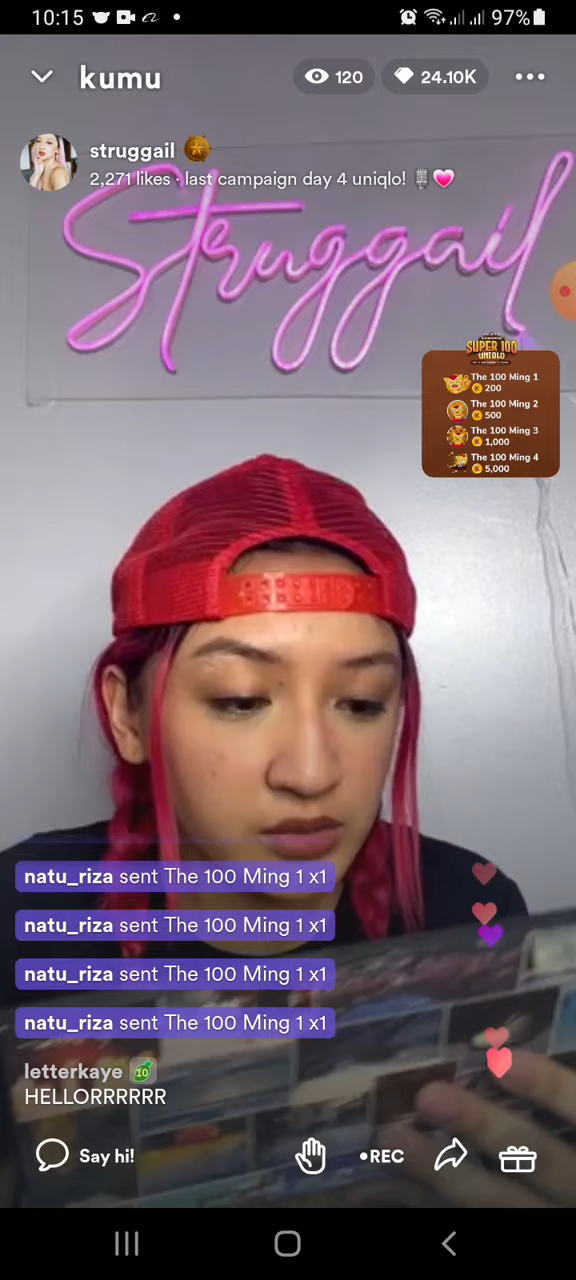 10:15
97%
kumu
120
24.10K
struggail
2,271 likes · last campaign day 4 uniqlo!
Struggail
SUPER 100
UNIQLO
The 100 Ming 1
200
The 100 Ming 2
500
The 100 Ming 3
1,000
The 100 Ming 4
5,000
natu_riza sent The 100 Ming 1 x1
natu_riza sent The 100 Ming 1 x1
natu_riza sent The 100 Ming 1 x1
natu_riza sent The 100 Ming 1 x1
letterkaye 10
HELLORRRRRR
Say hi!
•REC